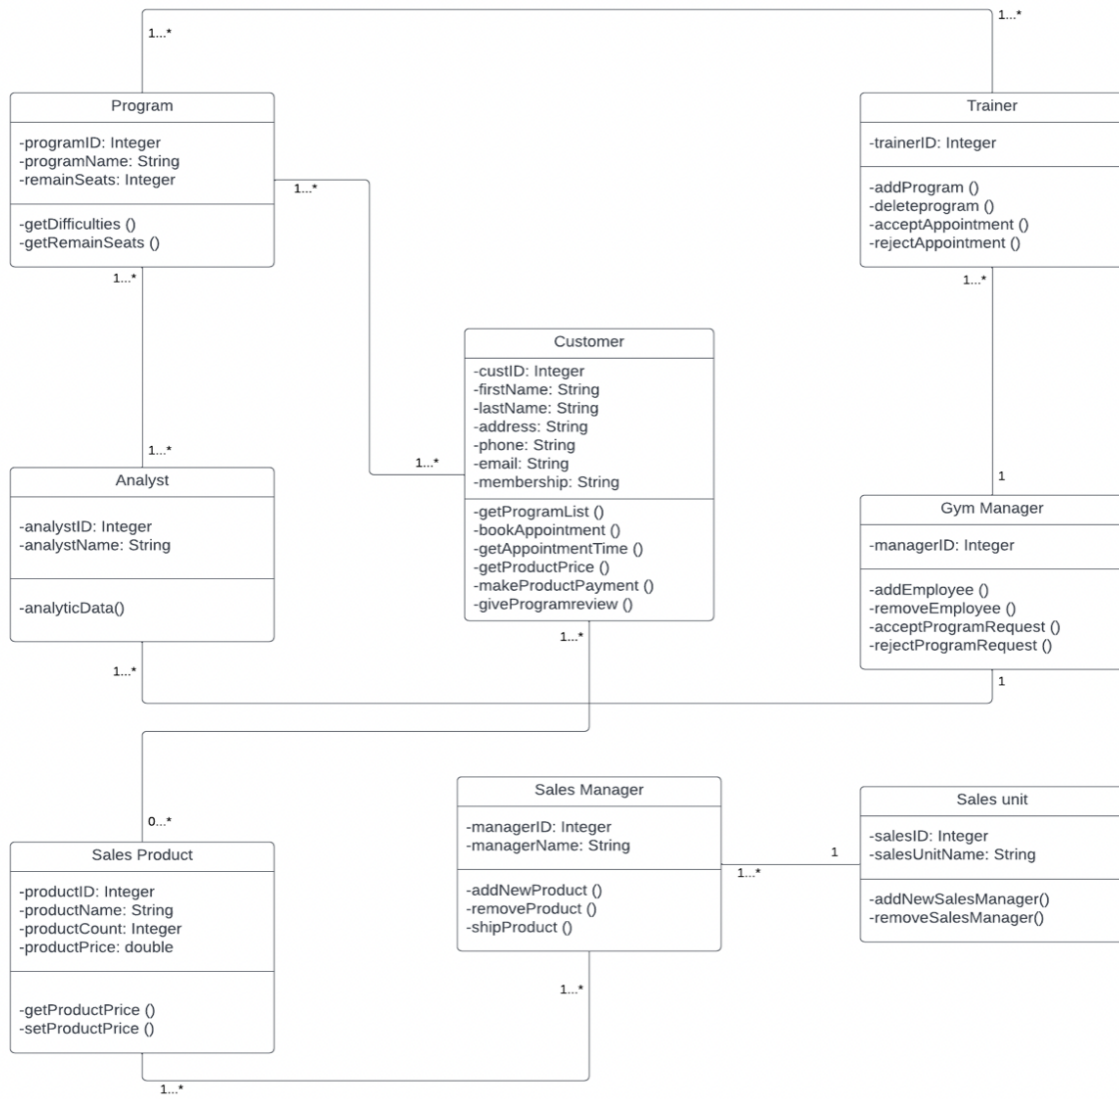 1...*
1...*
Program
-programID: Integer
-programName: String
-remainSeats: Integer
-getDifficulties ()
-getRemainSeats ()
1...*
1...*
Trainer
-trainerID: Integer
-addProgram ()
-deleteprogram ()
-acceptAppointment ()
-rejectAppointment ()
1...*
Customer
-custID: Integer
-firstName: String
-lastName: String
-address: String
-phone: String
-email: String
-membership: String
-getProgramList ()
-bookAppointment ()
-getAppointmentTime ()
-getProductPrice ()
-makeProductPayment ()
-giveProgramreview ()
1...*
1...*
1...*
Analyst
-analystID: Integer
-analystName: String
-analyticData()
1...*
1
Gym Manager
-managerID: Integer
-addEmployee ()
-removeEmployee ()
-acceptProgramRequest ()
-rejectProgramRequest ()
1
0...*
Sales Product
-productID: Integer
-productName: String
-productCount: Integer
-productPrice: double
-getProductPrice ()
-setProductPrice ()
1...*
Sales Manager
-managerID: Integer
-managerName: String
-addNewProduct ()
-removeProduct ()
-shipProduct ()
1...*
1...*
1
Sales unit
-salesID: Integer
-salesUnitName: String
-addNewSalesManager()
-removeSalesManager()